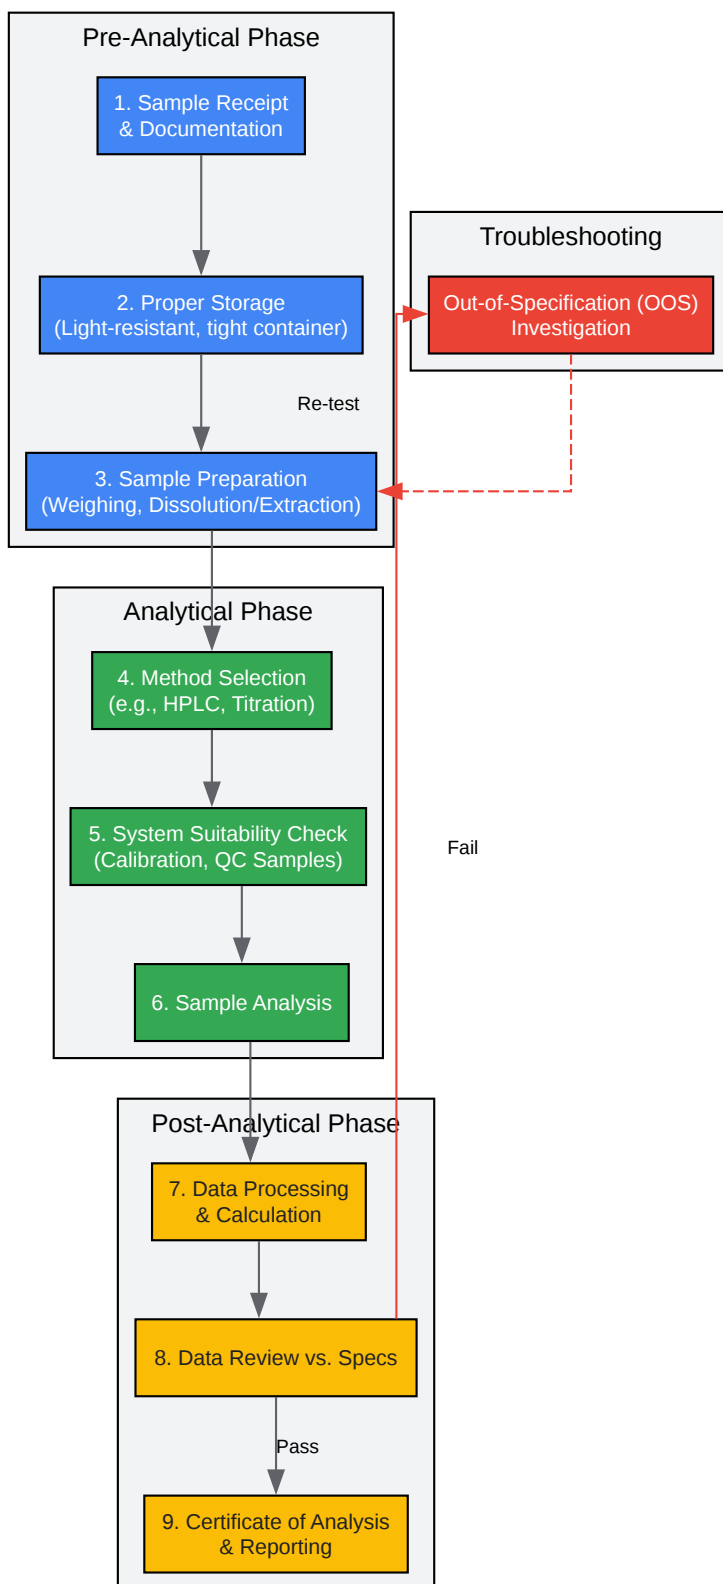 Pre-Analytical Phase
1. Sample Receipt
& Documentation
2. Proper Storage
(Light-resistant, tight container)
Re-test
3. Sample Preparation
(Weighing, Dissolution/Extraction)
Troubleshooting
Out-of-Specification (OOS)
Investigation
Analytical Phase
4. Method Selection
(e.g., HPLC, Titration)
5. System Suitability Check
(Calibration, QC Samples)
Fail
6. Sample Analysis
Post-Analytical Phase
7. Data Processing
& Calculation
8. Data Review vs. Specs
Pass
9. Certificate of Analysis
& Reporting